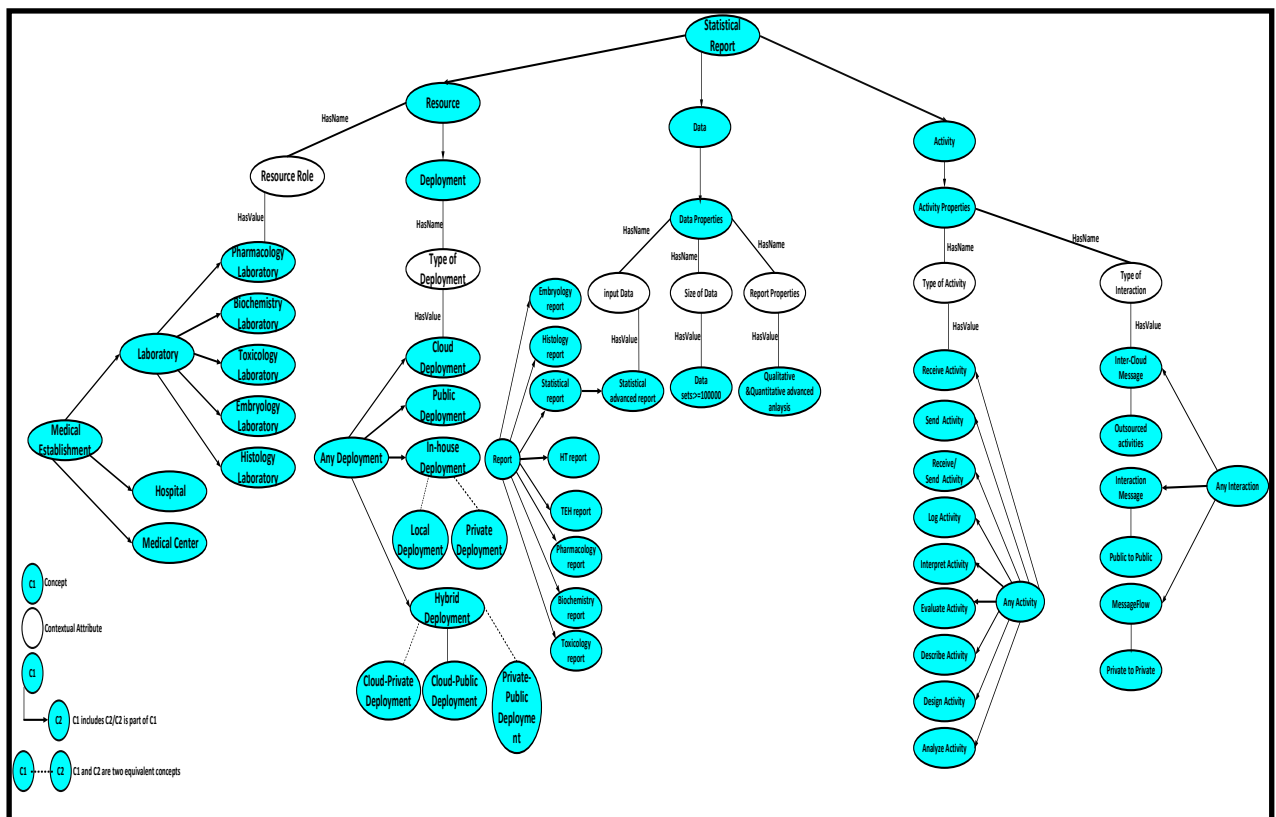 Statistical
Report
Resource
Data
Activity
HasName
Resource Role
Deployment
Activity Properties
HasValue
HasName
Data Properties
HasName
HasName
HasName
HasName
HasName
Pharmacology
Laboratory
Type of
Deployment
Embryology
report
input Data
Size of Data
Report Properties
Type of Activity
Type of
Interaction
Biochemistry
Laboratory
HasValue
HasValue
HasValue
HasValue
HasValue
HasValue
Histology
report
Laboratory
Toxicology
Laboratory
Cloud
Deployment
Receive Activity
Inter-Cloud
Message
Statistical
report
Statistical
advanced report
Data
sets>=100000
Qualitative
&Quantitative advanced
anlaysis
Embryology
Laboratory
Public
Deployment
Send Activity
Outsourced
activities
Medical
Establishment
Histology
Laboratory
Any Deployment
In-house
Deployment
Report
HT report
Receive/
Send Activity
Interaction
Message
Any Interaction
Hospital
TEH report
Log Activity
Medical Center
Local
Deployment
Private
Deployment
Pharmacology
report
Interpret Activity
Public to Public
C1
Concept
Hybrid
Deployment
Biochemistry
report
Evaluate Activity
Any Activity
MessageFlow
Contextual Attribute
Toxicology
report
Describe Activity
Private to Private
C1
Cloud-Private
Deployment
Cloud-Public
Deployment
Private-
Public
Deployme
nt
Design Activity
C2
C1 includes C2/C2 is part of C1
Analyze Activity
C1
C2
C1 and C2 are two equivalent concepts